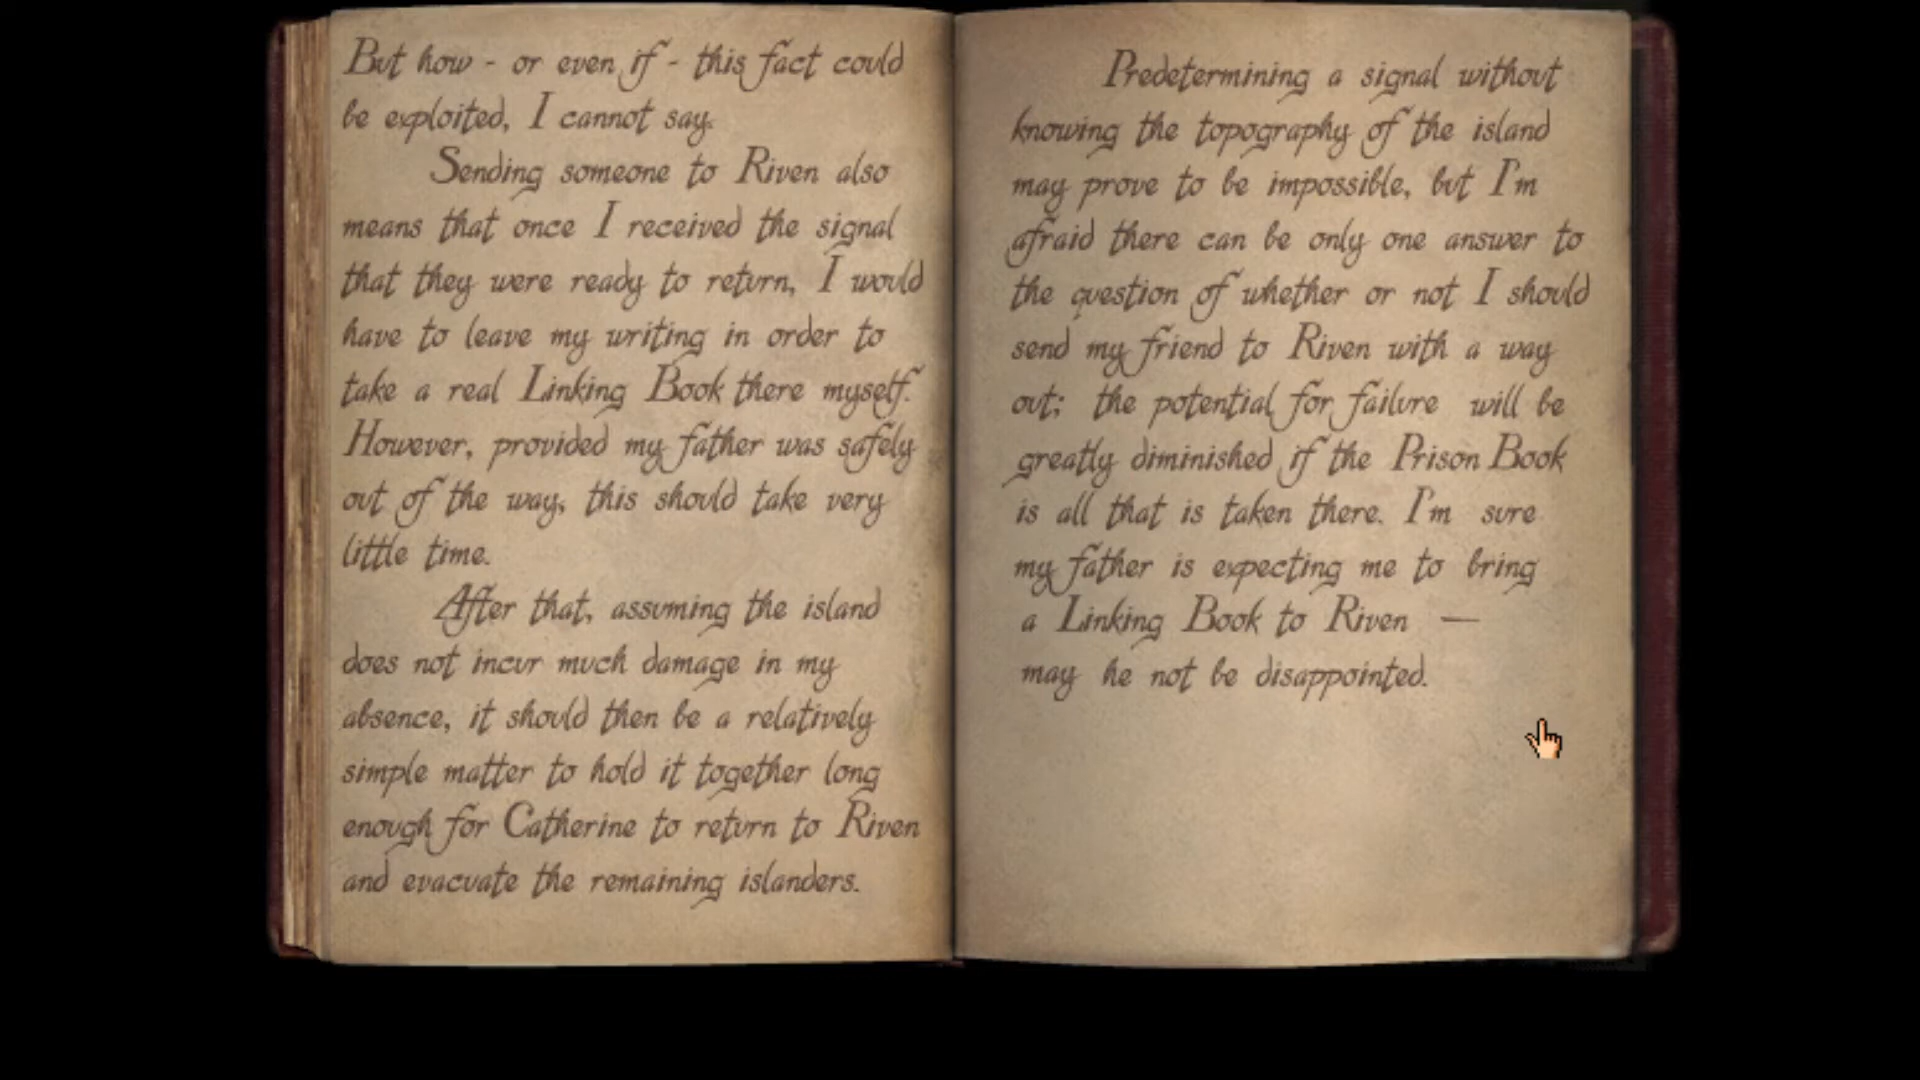 But how - or even if - this fact could
be exploited, I cannot say.
Sending someone to Riven also
means that once I received the signal
that they were ready to return, I would
have to leave my writing in order to
take a real Linking Book there myself.
However, provided my father was safely
out of the way, this should take very
little time.
After that, assuming the island
does not incur much damage in my
absence, it should then be a relatively
simple matter to hold it together long
enough for Catherine to return to Riven
and evacuate the remaining islanders.
Predetermining a signal without
knowing the topography of the island
may prove to be impossible, but I'm
afraid there can be only one answer to
the question of whether or not I should
send my friend to Riven with a way
out; the potential for failure will be
greatly diminished if the Prison Book
is all that is taken there. I'm sure
my father is expecting me to bring
a Linking Book to Riven —
may he not be disappointed.